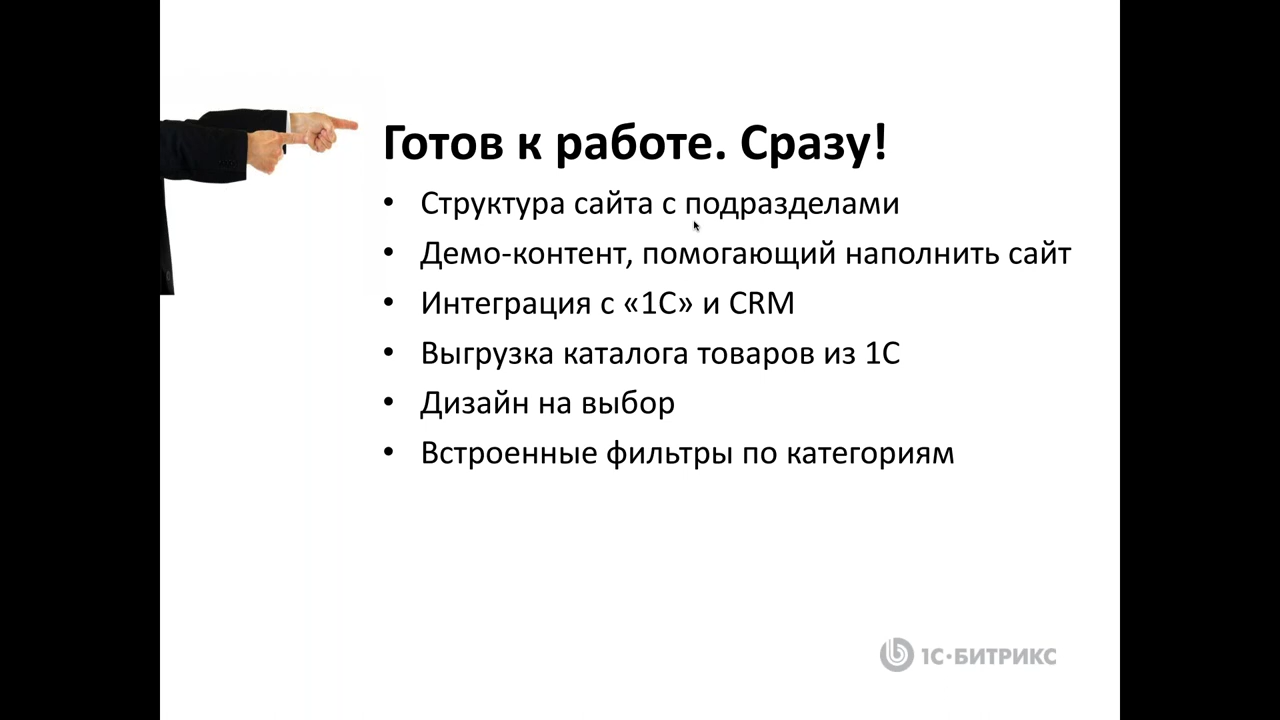 Готов к работе. Сразу!
• Структура сайта с подразделами
• Демо-контент, помогающий наполнить сайт
• Интеграция с «1С» и CRM
• Выгрузка каталога товаров из 1С
• Дизайн на выбор
• Встроенные фильтры по категориям
1С·БИТРИКС